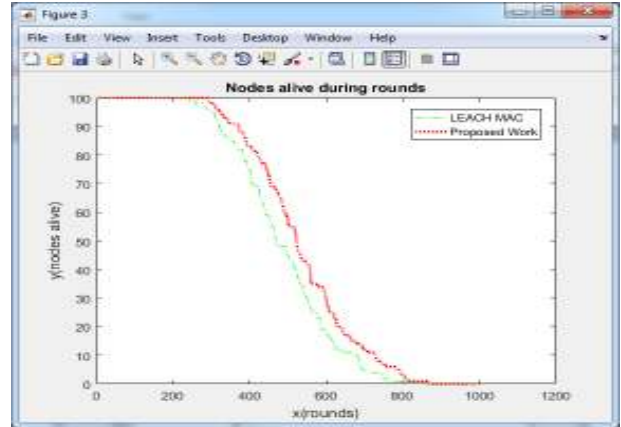 Figure 3
File Edit View Insert Tools Desktop Window Help
Nodes alive during rounds
LEACH MAC
Proposed Work
100
90
80
70
60
50
40
30
20
10
0
y(nodes alive)
0 200 400 600 800 1000 1200
x(rounds)